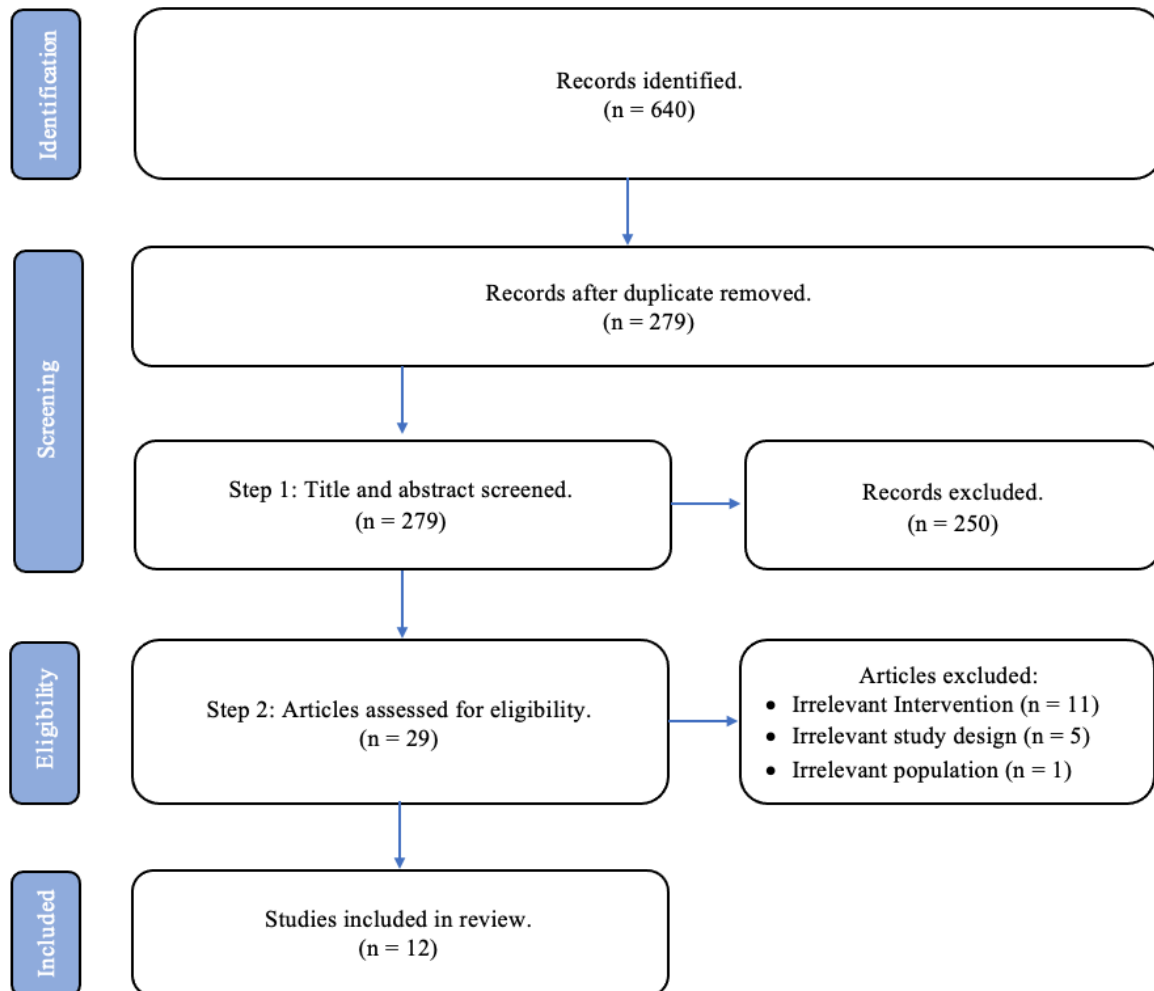 Identification
Records identified.
(n = 640)
Screening
Records after duplicate removed.
(n = 279)
Step 1: Title and abstract screened.
(n = 279)
Records excluded.
(n = 250)
Eligibility
Step 2: Articles assessed for eligibility.
(n = 29)
Articles excluded:
• Irrelevant Intervention (n = 11)
• Irrelevant study design (n = 5)
• Irrelevant population (n = 1)
Included
Studies included in review.
(n = 12)